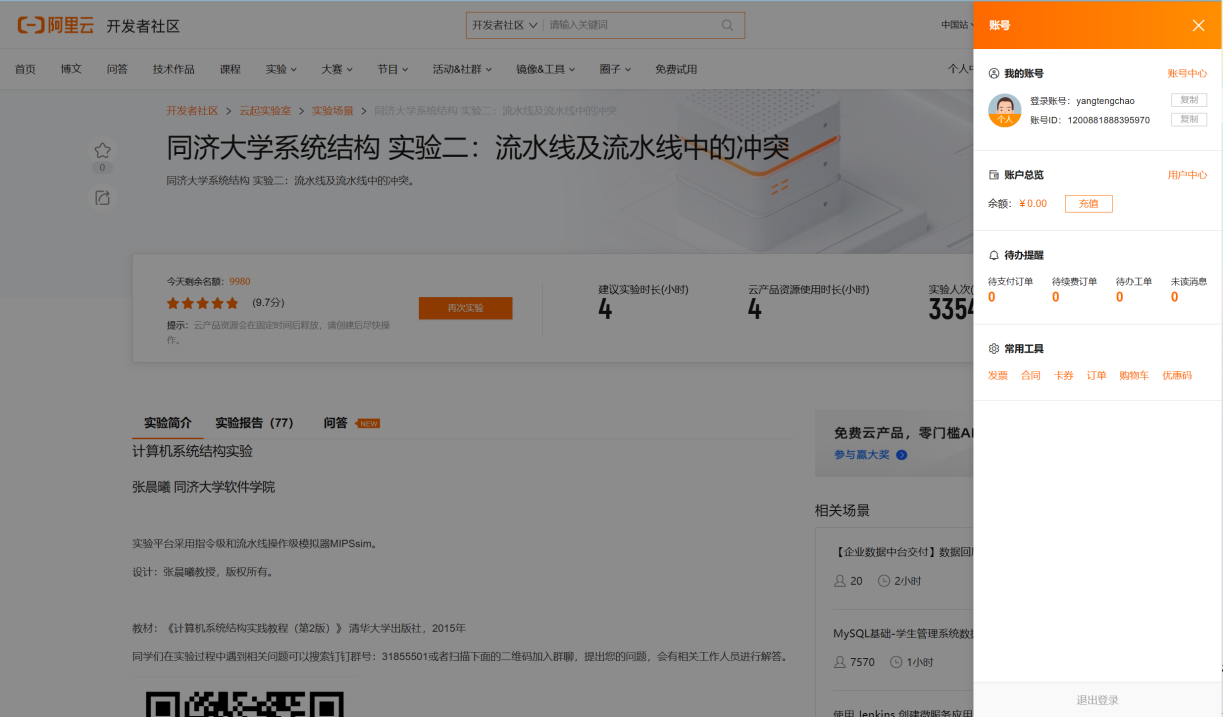 阿里云 开发者社区
开发者社区 请输入关键词
中国站
首页 博文 问答 技术作品 课程 实验 大赛 节目 活动&社群 镜像&工具 圈子 免费试用
个人中
开发者社区 > 云起实验室 > 实验场景 > 同济大学系统结构 实验二：流水线及流水线中的冲突
同济大学系统结构 实验二：流水线及流水线中的冲突
0
同济大学系统结构 实验二：流水线及流水线中的冲突。
今天剩余名额：9980
(9.7分)
提示：云产品资源会在固定时间后释放，请创建后尽快操
作。
再次实验
建议实验时长(小时)
4
云产品资源使用时长(小时)
4
实验人次(
3354
实验简介 实验报告（77） 问答 NEW
计算机系统结构实验
张晨曦 同济大学软件学院
实验平台采用指令级和流水线操作级模拟器MIPSsim。
设计：张晨曦教授，版权所有。
教材：《计算机系统结构实践教程（第2版）》 清华大学出版社，2015年
同学们在实验过程中遇到相关问题可以搜索钉钉群号：31855501或者扫描下面的二维码加入群聊，提出您的问题，会有相关工作人员进行解答。
免费云产品，零门槛AI
参与赢大奖
相关场景
【企业数据中台交付】数据回
20 2小时
MySQL基础-学生管理系统数
7570 1小时
使用 Jenkins 创建微服务应用
账号
我的账号 账号中心
个人
登录账号： yangtengchao 复制
账号ID： 1200881888395970 复制
账户总览 用户中心
余额：￥0.00 充值
待办提醒
待支付订单 待续费订单 待办工单 未读消息
0 0 0 0
常用工具
发票 合同 卡券 订单 购物车 优惠码
退出登录